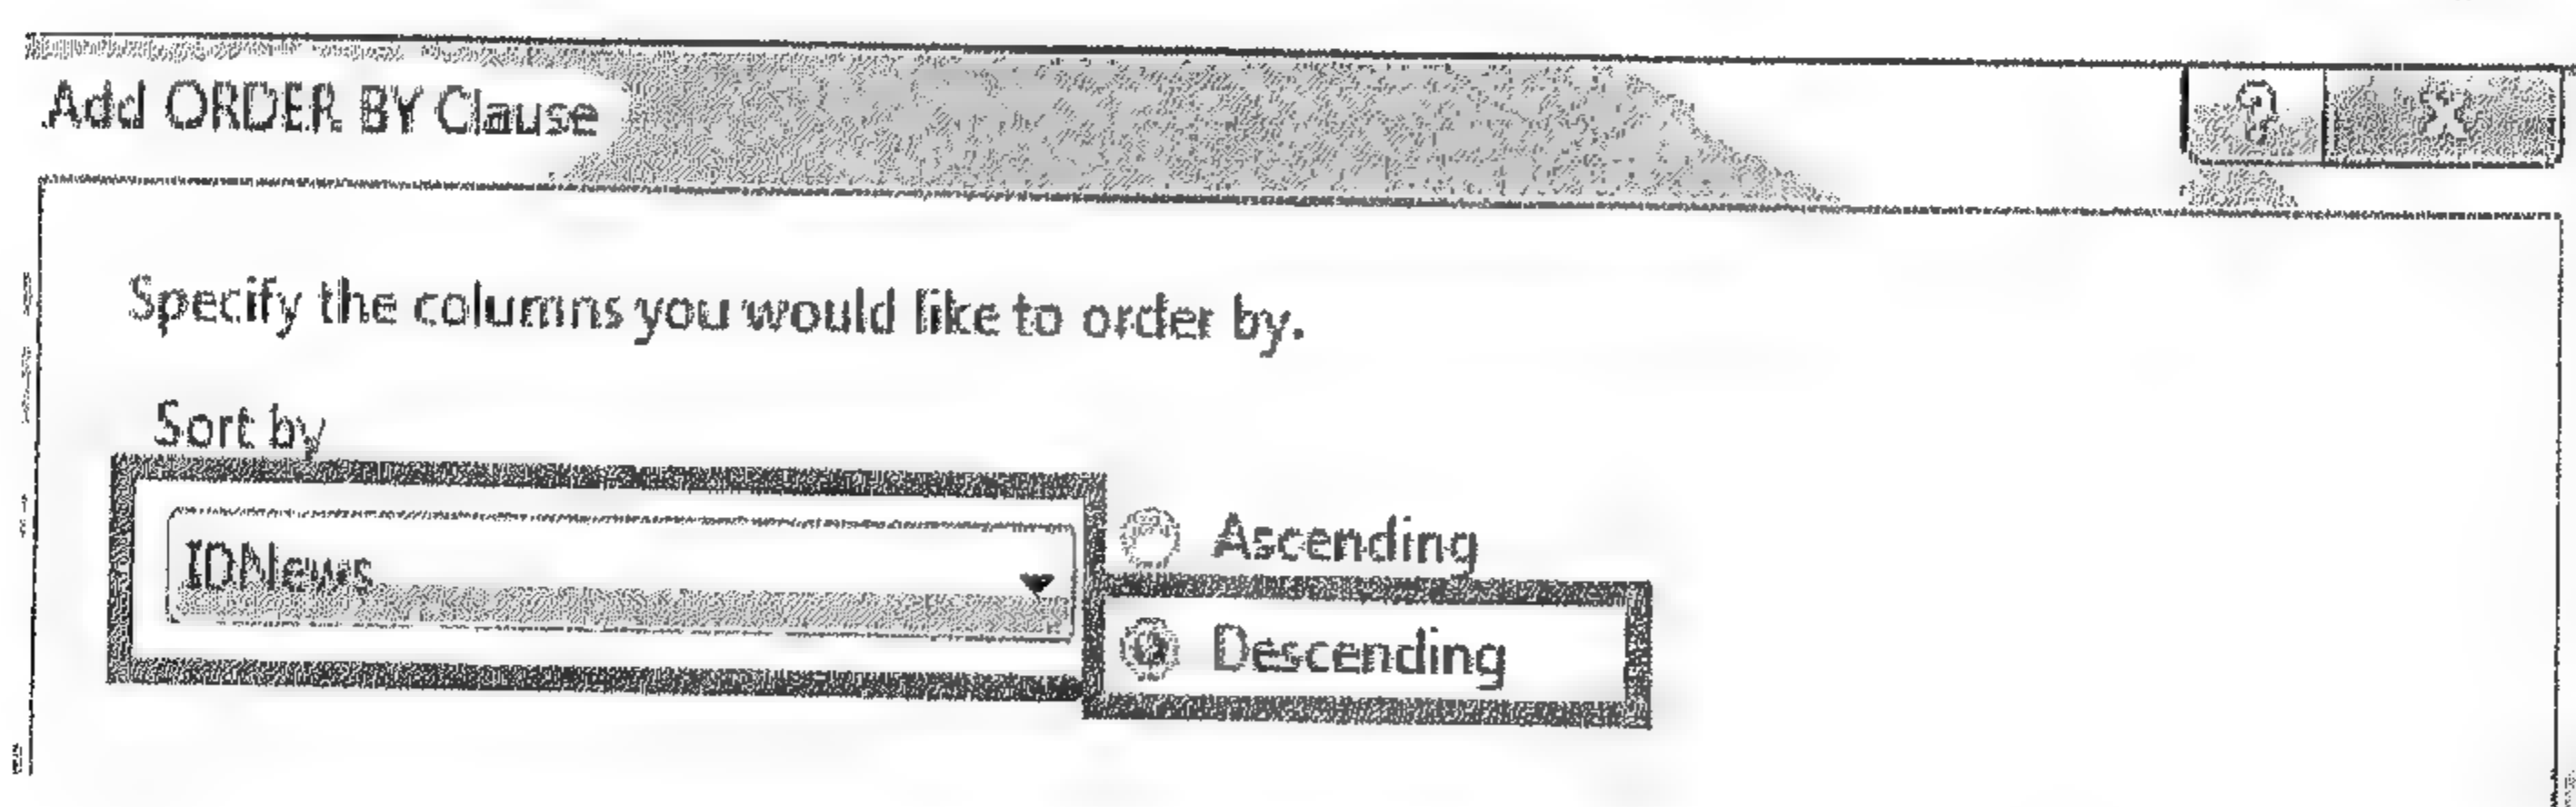 Add ORDER BY Clause
Specify the columns you would like to order by.
Sort by
IDNews
Ascending
Descending